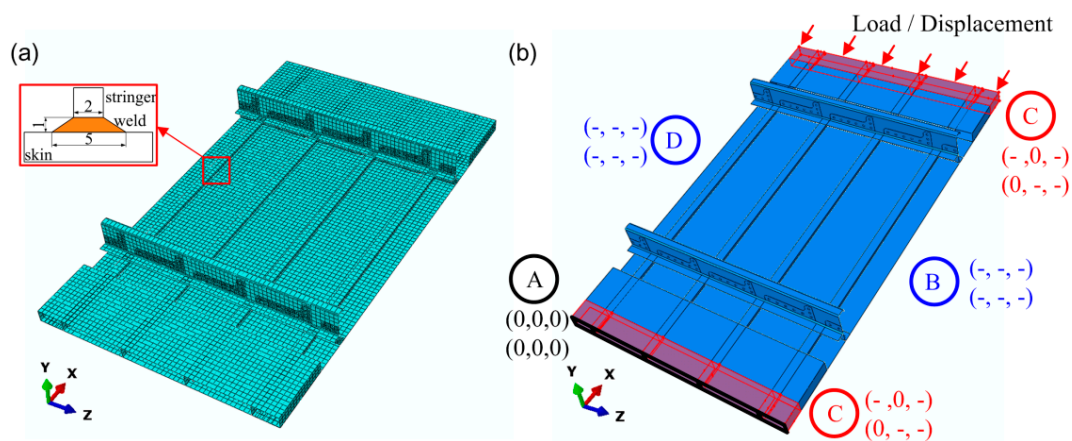 (a)
2
stringer
weld
1
5
skin
Y
X
Z
(b)
Load / Displacement
C
(- ,0, -)
(0, -, -)
(-, -, -)
(-, -, -)
D
B
(-, -, -)
(-, -, -)
A
(0,0,0)
(0,0,0)
C
(- ,0, -)
(0, -, -)
Y
X
Z